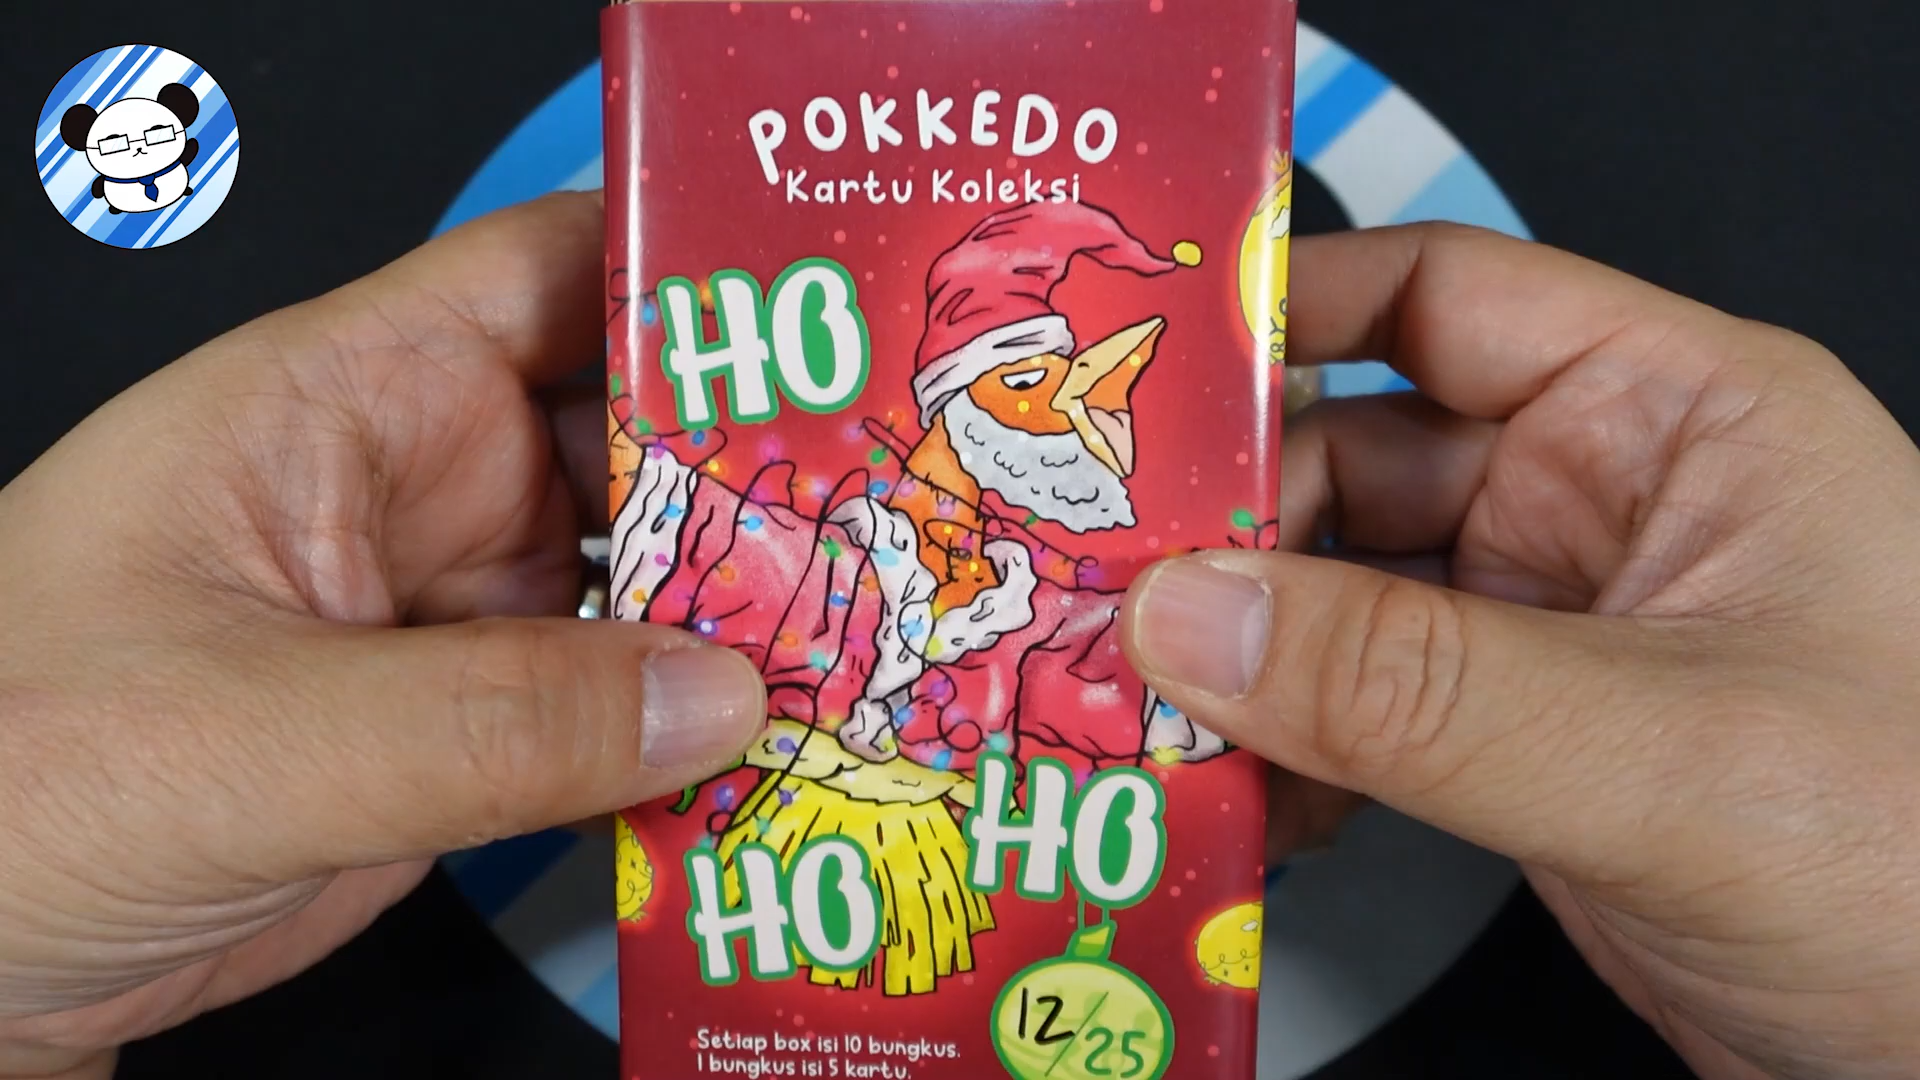 POKKEDO
Kartu Koleksi
HO
HO
HO
12/25
Setiap box isi 10 bungkus.
1 bungkus isi 5 kartu.